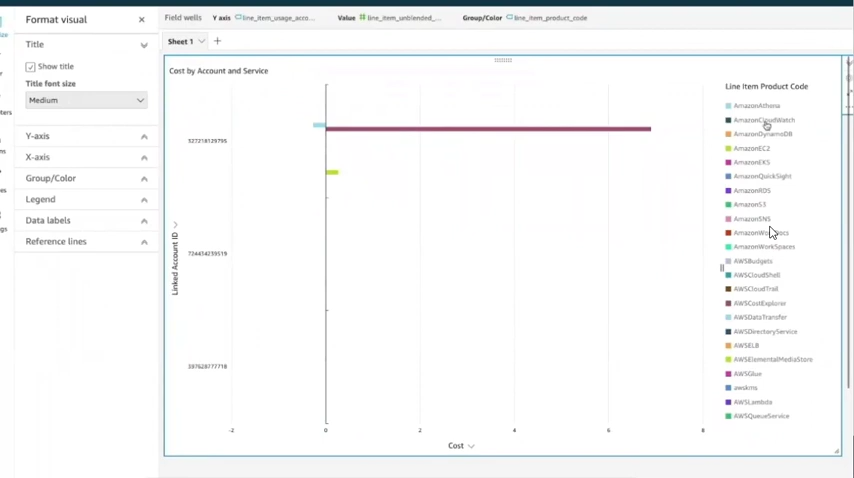 Format visual
Field wells
Y axis line_item_usage_acco...
Value line_item_unblended_...
Group/Color line_item_product_code
Title
Show title
Title font size
Medium
Y-axis
X-axis
Group/Color
Legend
Data labels
Reference lines
Sheet 1
Cost by Account and Service
Linked Account ID
527218129795
724434239519
397628777718
-2 0 2 4 6 8
Cost
Line Item Product Code
AmazonAthena
AmazonCloudWatch
AmazonDynamoDB
AmazonEC2
AmazonEKS
AmazonQuickSight
AmazonRDS
AmazonS3
AmazonSNS
AmazonWorkSpaces
AWSBudgets
AWSCloudShell
AWSCloudTrail
AWSCostExplorer
AWSDataTransfer
AWSDirectoryService
AWSELB
AWSElementalMediaStore
AWSGlue
awskms
AWSLambda
AWSQueueService